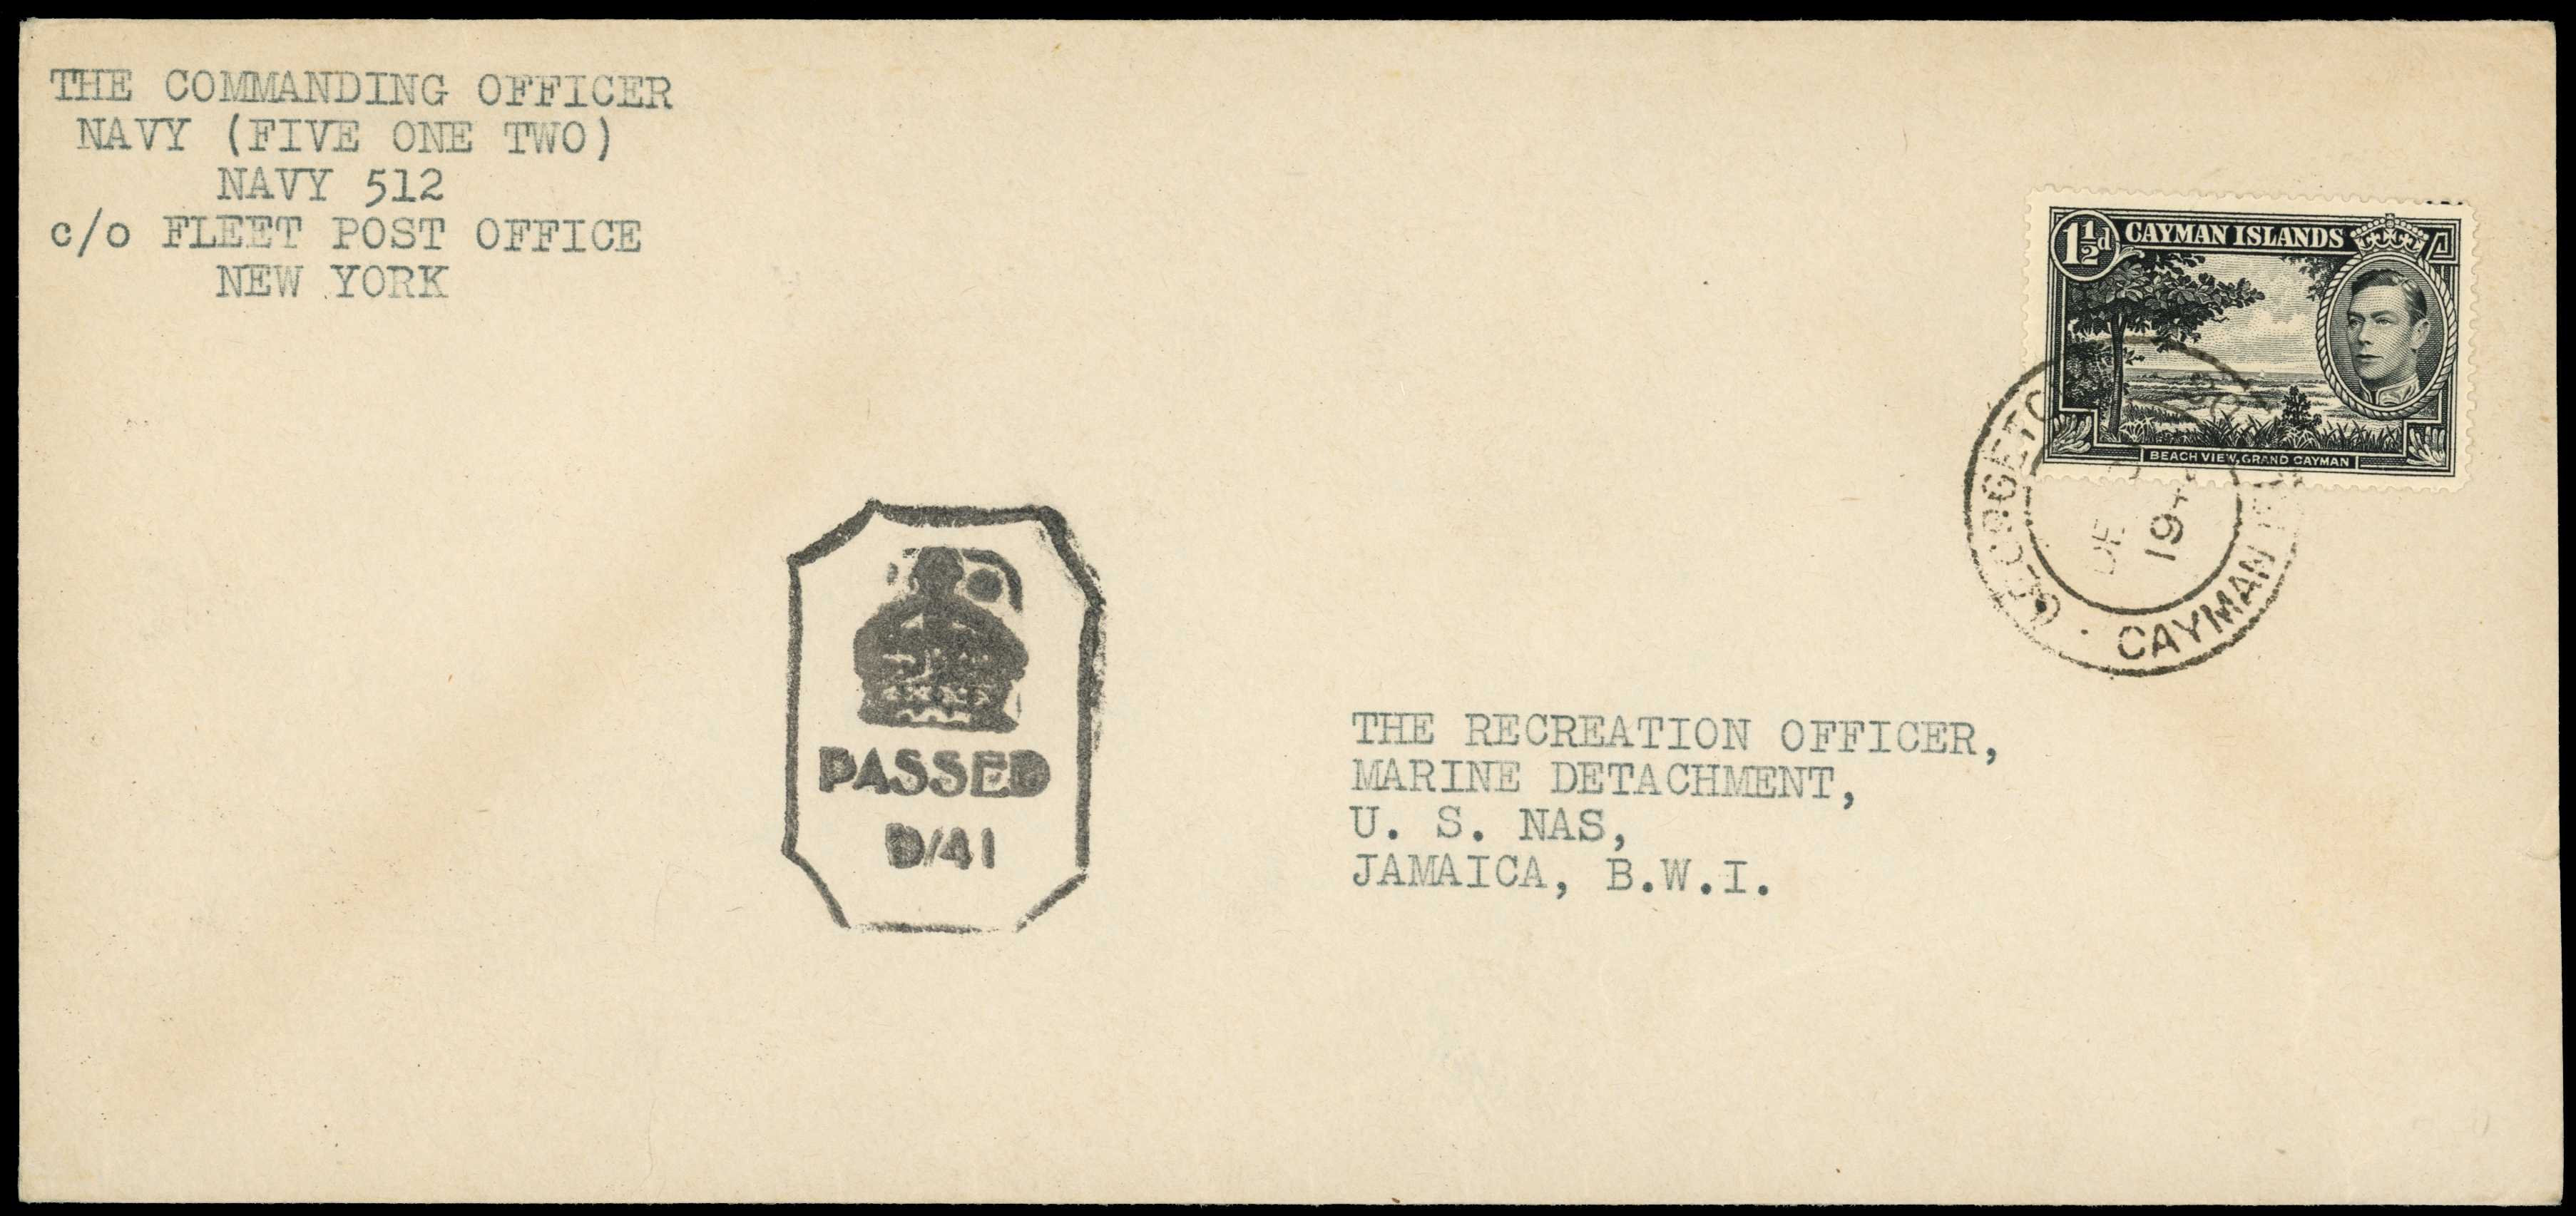 THE COMMANDING OFFICER
NAVY (FIVE ONE TWO)
NAVY 512
c/o FLEET POST OFFICE
NEW YORK
1½d CAYMAN ISLANDS
BEACH VIEW, GRAND CAYMAN
CAYMAN
PASSED
D/41
THE RECREATION OFFICER,
MARINE DETACHMENT,
U. S. NAS,
JAMAICA, B.W.I.